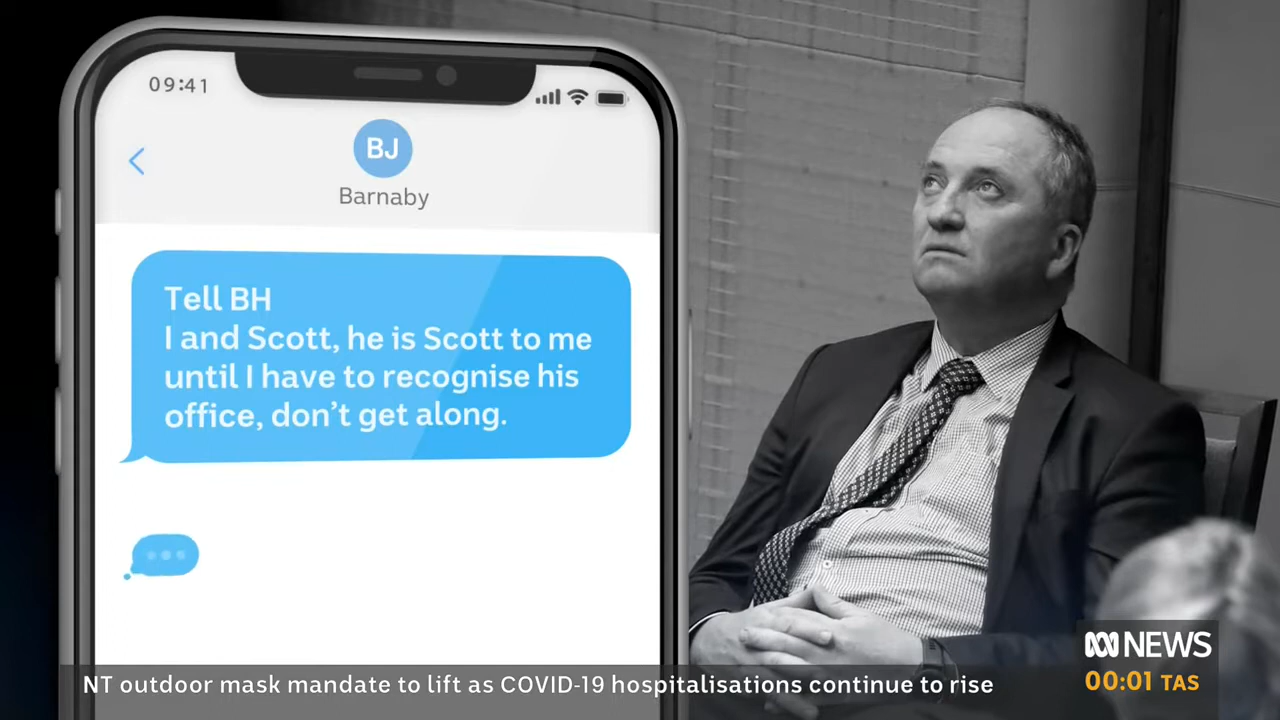 09:41
BJ
Barnaby
Tell BH
I and Scott, he is Scott to me
until I have to recognise his
office, don't get along.
NEWS
NT outdoor mask mandate to lift as COVID-19 hospitalisations continue to rise
00:01 TAS